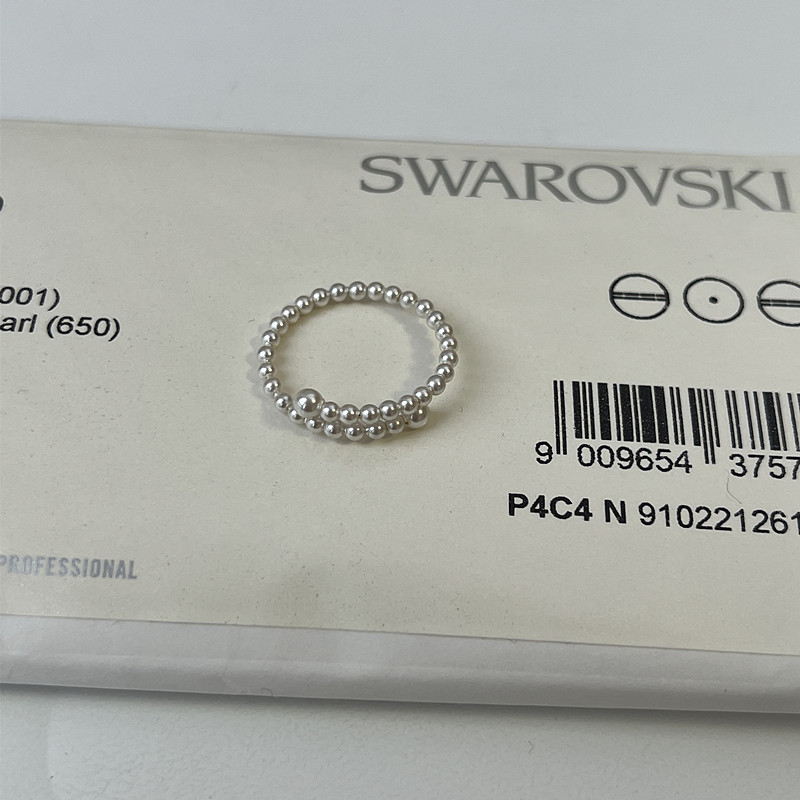 SWAROVSKI
001)
arl (650)
9 009654 3757
P4C4 N 910221261
PROFESSIONAL